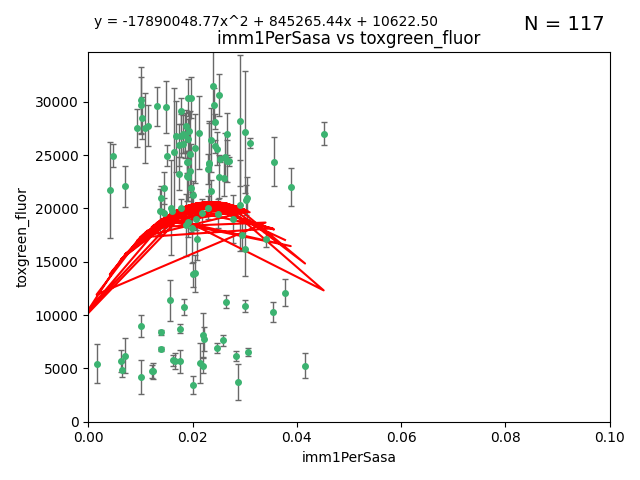 y = -17890048.77x^2 + 845265.44x + 10622.50
N = 117
imm1PerSasa vs toxgreen_fluor
30000
25000
20000
15000
10000
5000
0
toxgreen_fluor
0.00 0.02 0.04 0.06 0.08 0.10
imm1PerSasa